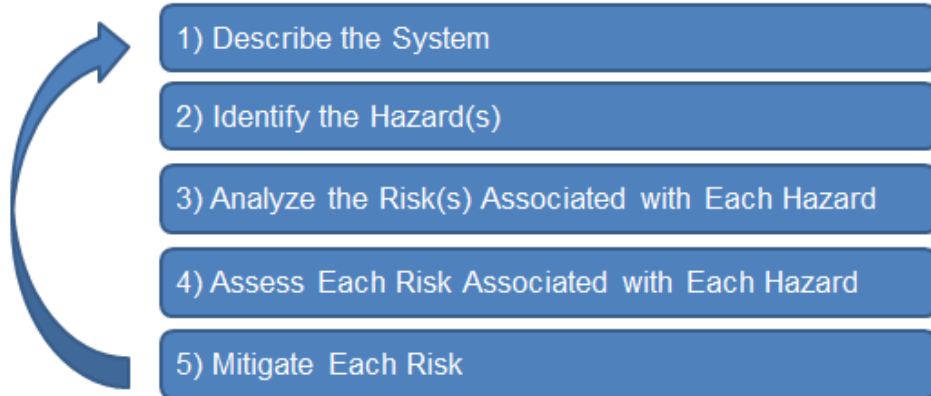 1) Describe the System
2) Identify the Hazard(s)
3) Analyze the Risk(s) Associated with Each Hazard
4) Assess Each Risk Associated with Each Hazard
5) Mitigate Each Risk